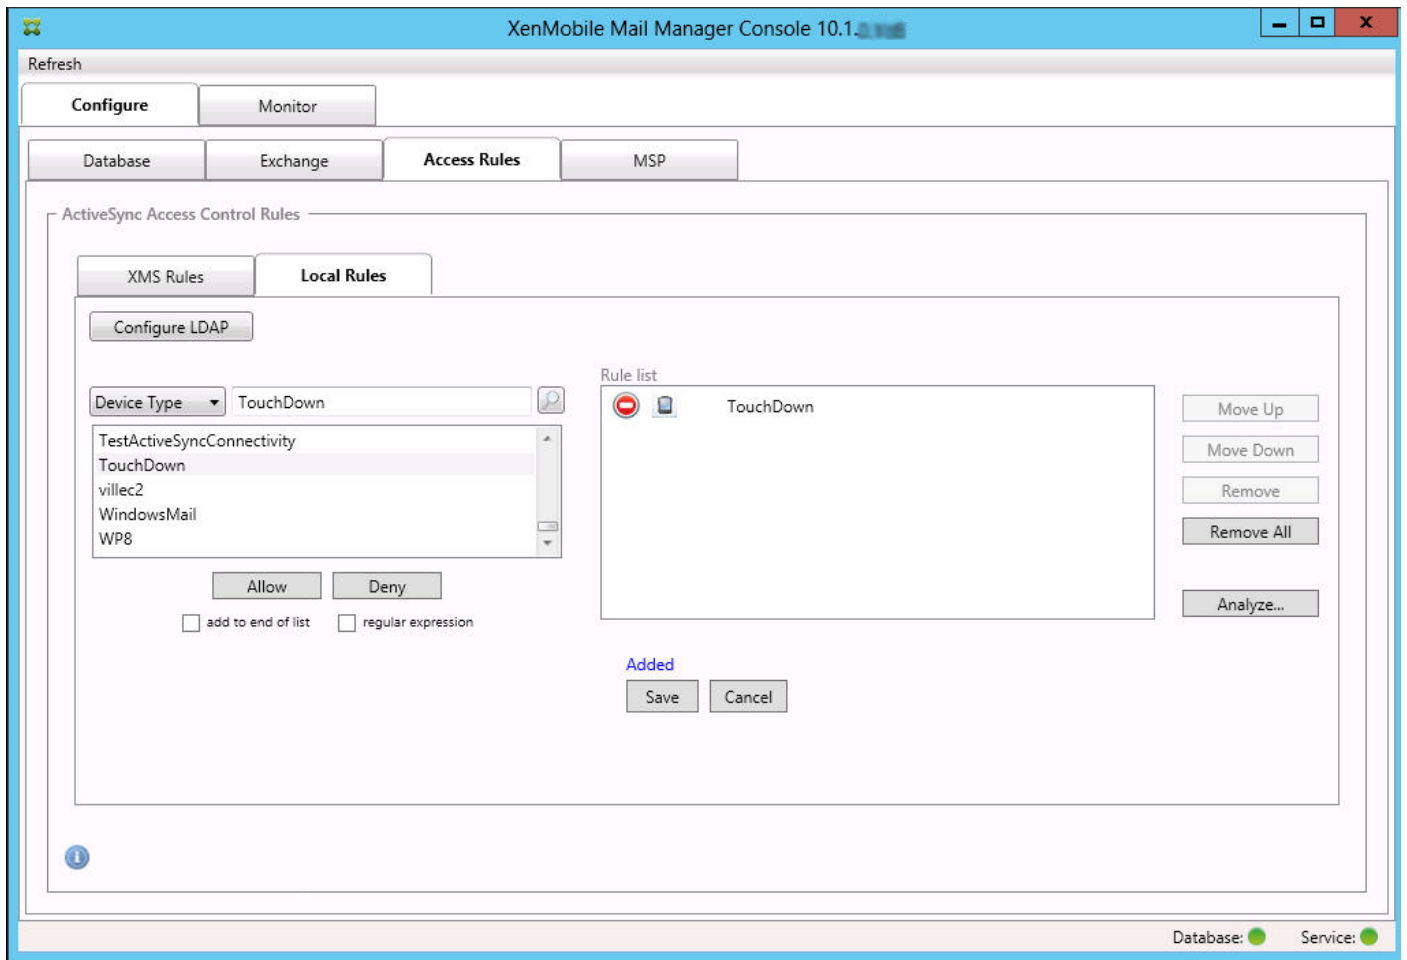 XenMobile Mail Manager Console 10.1.
Refresh
Configure
Monitor
Database
Exchange
Access Rules
MSP
ActiveSync Access Control Rules
XMS Rules
Local Rules
Configure LDAP
Device Type
TouchDown
TestActiveSyncConnectivity
TouchDown
villec2
WindowsMail
WP8
Allow
Deny
add to end of list
regular expression
Rule list
TouchDown
Move Up
Move Down
Remove
Remove All
Analyze...
Added
Save
Cancel
Database:
Service: